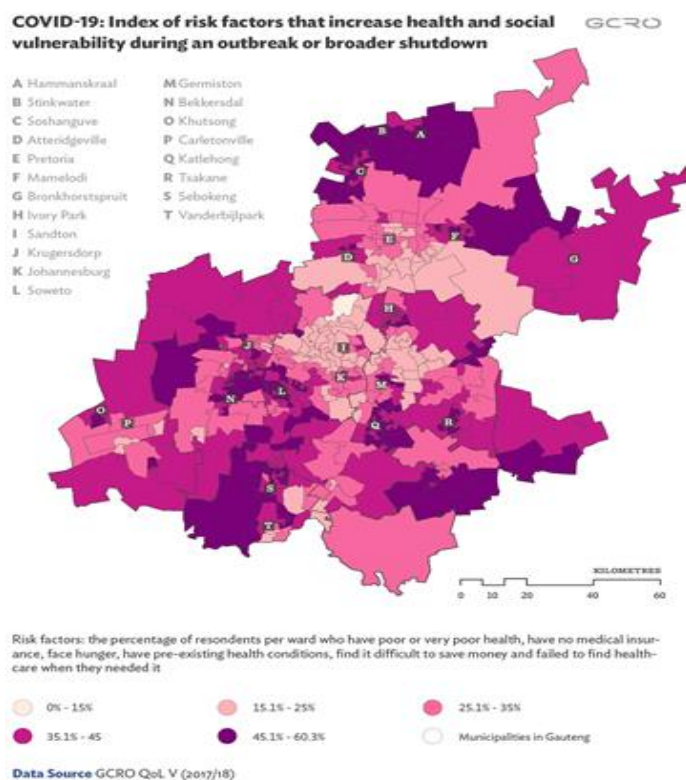 COVID-19: Index of risk factors that increase health and social
vulnerability during an outbreak or broader shutdown
GCRO
A Hammanskraal
B Stinkwater
C Soshanguve
D Atteridgeville
E Pretoria
F Mamelodi
G Bronkhorstspruit
H Ivory Park
I Sandton
J Krugersdorp
K Johannesburg
L Soweto
M Germiston
N Bekkersdal
O Khutsong
P Carletonville
Q Katlehong
R Tsakane
S Sebokeng
T Vanderbijlpark
B
A
C
E
F
D
G
H
I
J
K
M
L
N
O
P
Q
R
S
T
KILOMETRES
0 10 20 40 60
Risk factors: the percentage of resondents per ward who have poor or very poor health, have no medical insur-
ance, face hunger, have pre-existing health conditions, find it difficult to save money and failed to find health-
care when they needed it
0% - 15%
15.1% - 25%
25.1% - 35%
35.1% - 45
45.1% - 60.3%
Municipalities in Gauteng
Data Source GCRO QoL V (2017/18)